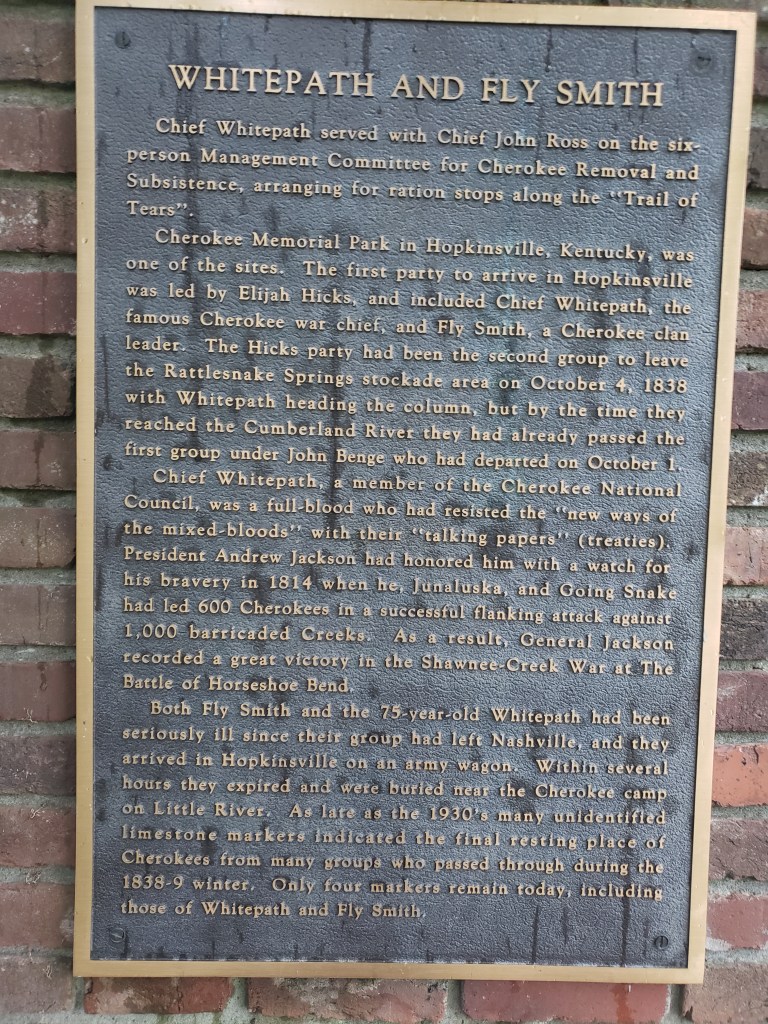 WHITEPATH AND FLY SMITH
Chief Whitepath served with Chief John Ross on the six-
person Management Committee for Cherokee Removal and
Subsistence, arranging for ration stops along the "Trail of
Tears".
Cherokee Memorial Park in Hopkinsville, Kentucky, was
one of the sites. The first party to arrive in Hopkinsville
was led by Elijah Hicks, and included Chief Whitepath, the
famous Cherokee war chief, and Fly Smith, a Cherokee clan
leader. The Hicks party had been the second group to leave
the Rattlesnake Springs stockade area on October 4, 1838
with Whitepath heading the column, but by the time they
reached the Cumberland River they had already passed the
first group under John Benge who had departed on October 1.
Chief Whitepath, a member of the Cherokee National
Council, was a full-blood who had resisted the "new ways of
the mixed-bloods" with their "talking papers" (treaties).
President Andrew Jackson had honored him with a watch for
his bravery in 1814 when he, Junaluska, and Going Snake
had led 600 Cherokees in a successful flanking attack against
1,000 barricaded Creeks. As a result, General Jackson
recorded a great victory in the Shawnee-Creek War at The
Battle of Horseshoe Bend.
Both Fly Smith and the 75-year-old Whitepath had been
seriously ill since their group had left Nashville, and they
arrived in Hopkinsville on an army wagon. Within several
hours they expired and were buried near the Cherokee camp
on Little River. As late as the 1930's many unidentified
limestone markers indicated the final resting place of
Cherokees from many groups who passed through during the
1838-9 winter. Only four markers remain today, including
those of Whitepath and Fly Smith.